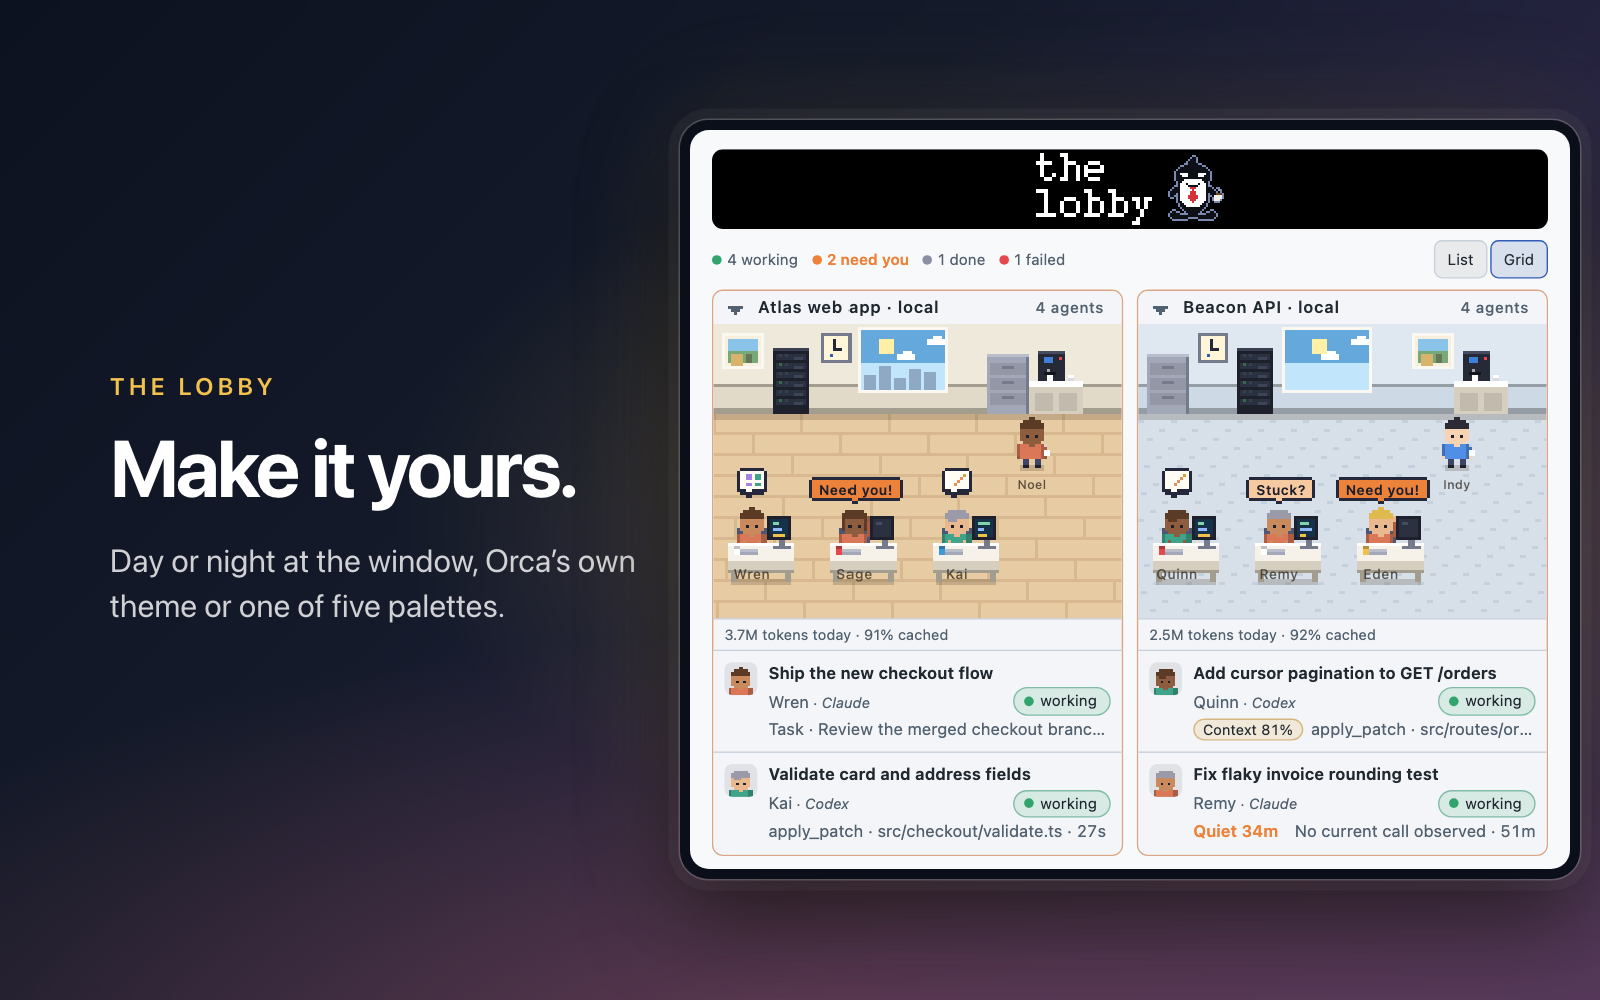 THE LOBBY
Make it yours.
Day or night at the window, Orca’s own
theme or one of five palettes.
the
lobby
4 working
2 need you
1 done
1 failed
List
Grid
Atlas web app · local
4 agents
Noel
Need you!
Wren
Sage
Kai
3.7M tokens today · 91% cached
Ship the new checkout flow
Wren · Claude
working
Task · Review the merged checkout branc...
Validate card and address fields
Kai · Codex
working
apply_patch · src/checkout/validate.ts · 27s
Beacon API · local
4 agents
Indy
Stuck?
Need you!
Quinn
Remy
Eden
2.5M tokens today · 92% cached
Add cursor pagination to GET /orders
Quinn · Codex
working
Context 81%
apply_patch · src/routes/or...
Fix flaky invoice rounding test
Remy · Claude
working
Quiet 34m
No current call observed · 51m